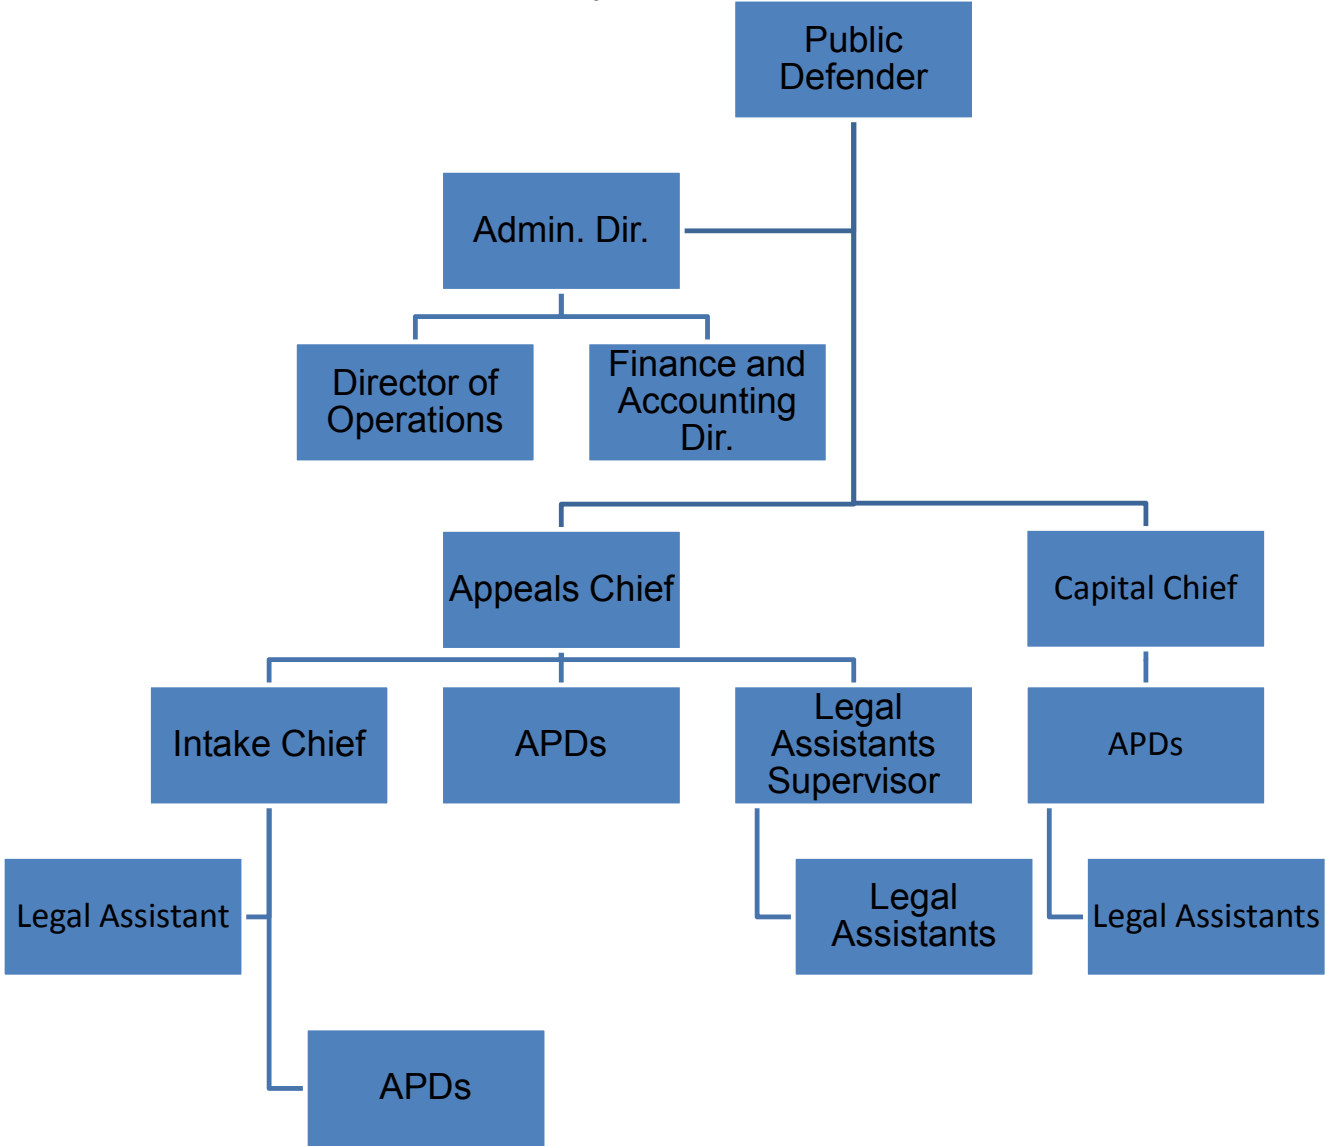 Public
Defender
Admin. Dir.
Director of
Operations
Finance and
Accounting
Dir.
Appeals Chief
Capital Chief
Intake Chief
APDs
Legal
Assistants
Supervisor
APDs
Legal Assistant
Legal
Assistants
Legal Assistants
APDs